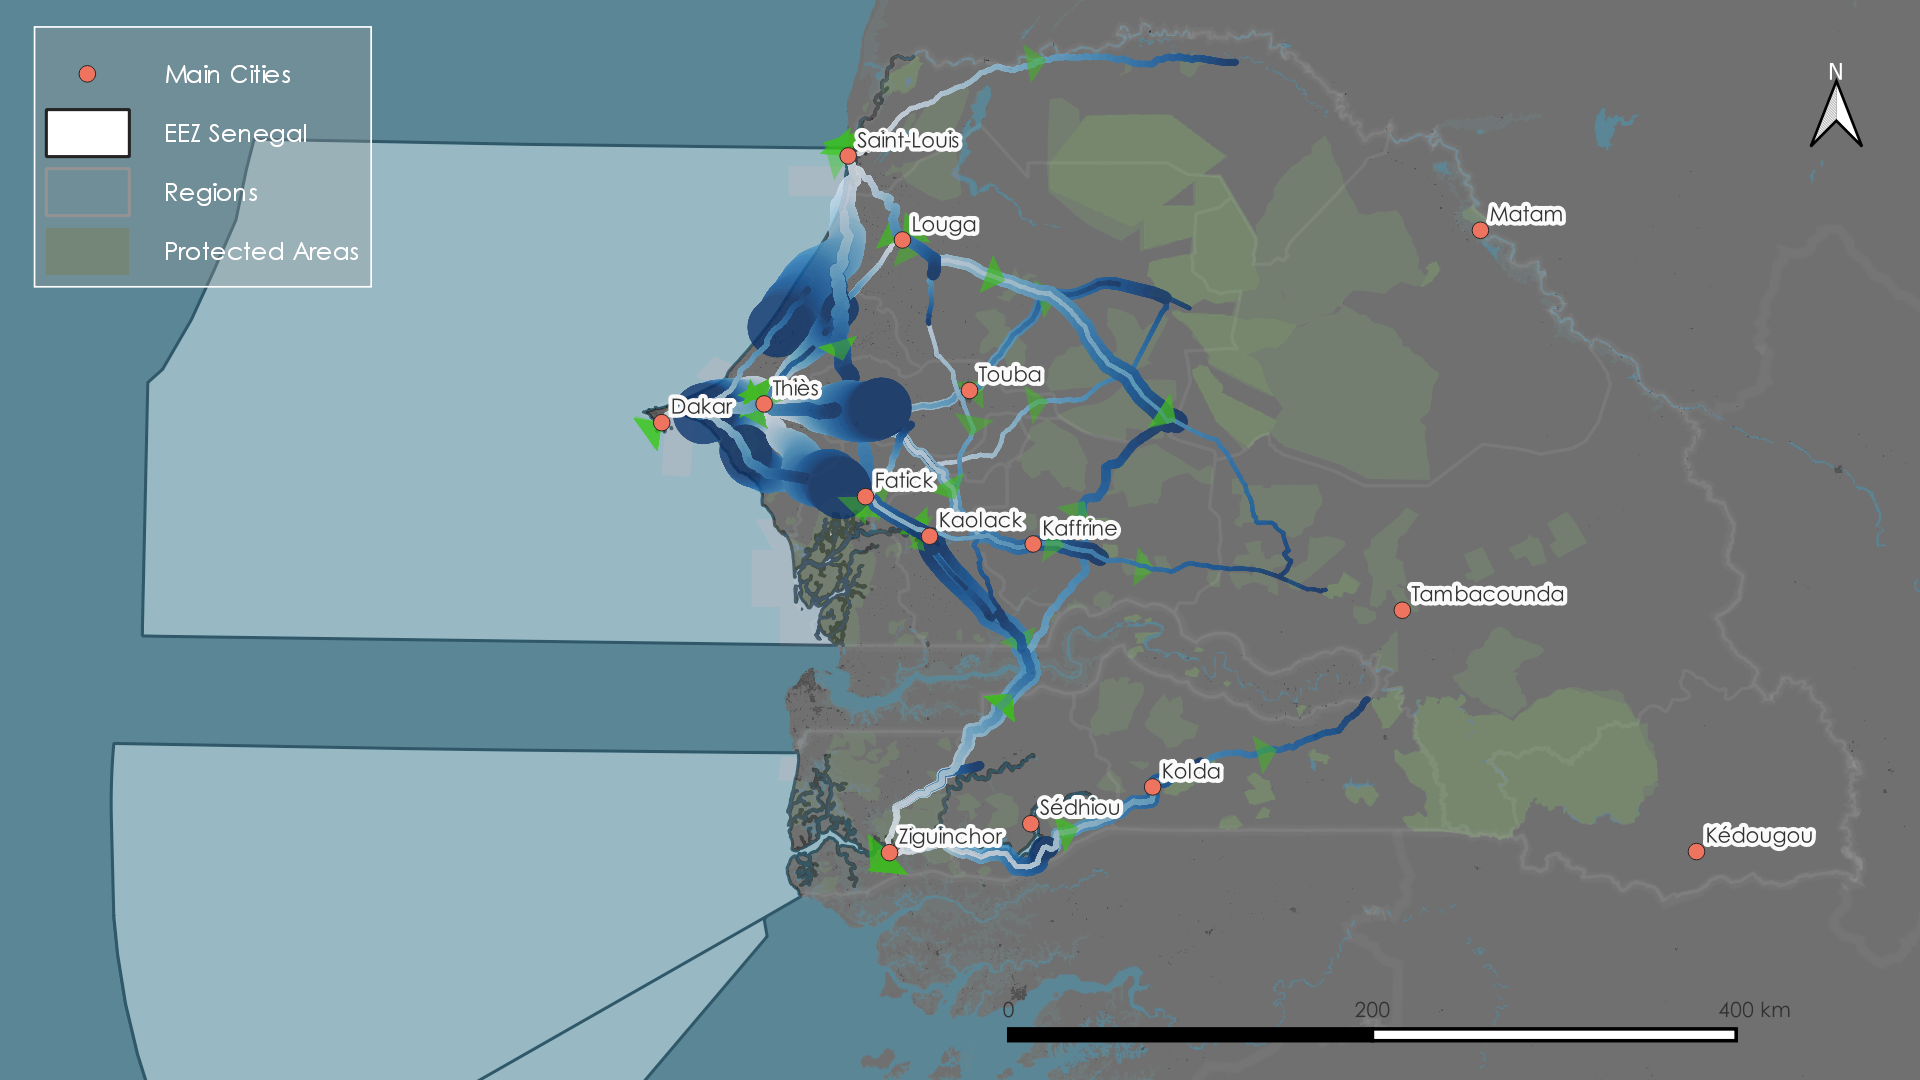 Main Cities
EEZ Senegal
Regions
Protected Areas
N
Saint-Louis
Louga
Matam
Touba
Thiès
Dakar
Fatick
Kaolack
Kaffrine
Tambacounda
Kolda
Sédhiou
Ziguinchor
Kédougou
0 200 400 km